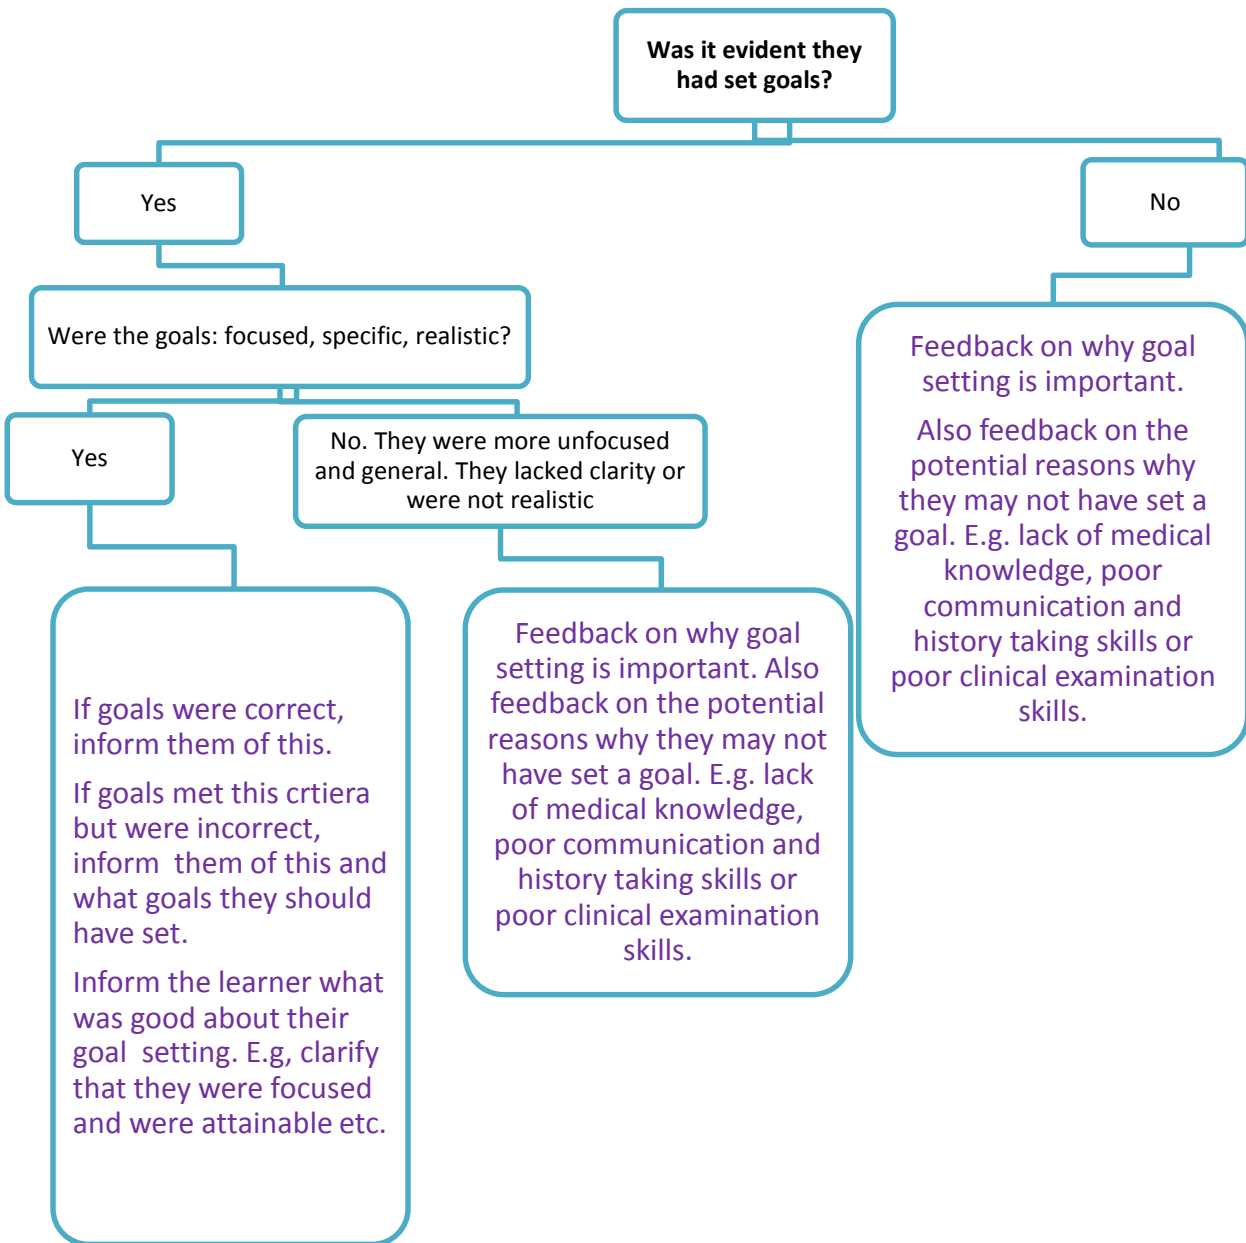 Was it evident they
had set goals?
Yes
No
Were the goals: focused, specific, realistic?
Yes
No. They were more unfocused
and general. They lacked clarity or
were not realistic
Feedback on why goal
setting is important.
Also feedback on the
potential reasons why
they may not have set a
goal. E.g. lack of medical
knowledge, poor
communication and
history taking skills or
poor clinical examination
skills.
If goals were correct,
inform them of this.
If goals met this crtiera
but were incorrect,
inform  them of this and
what goals they should
have set.
Inform the learner what
was good about their
goal  setting. E.g, clarify
that they were focused
and were attainable etc.
Feedback on why goal
setting is important. Also
feedback on the potential
reasons why they may not
have set a goal. E.g. lack
of medical knowledge,
poor communication and
history taking skills or
poor clinical examination
skills.